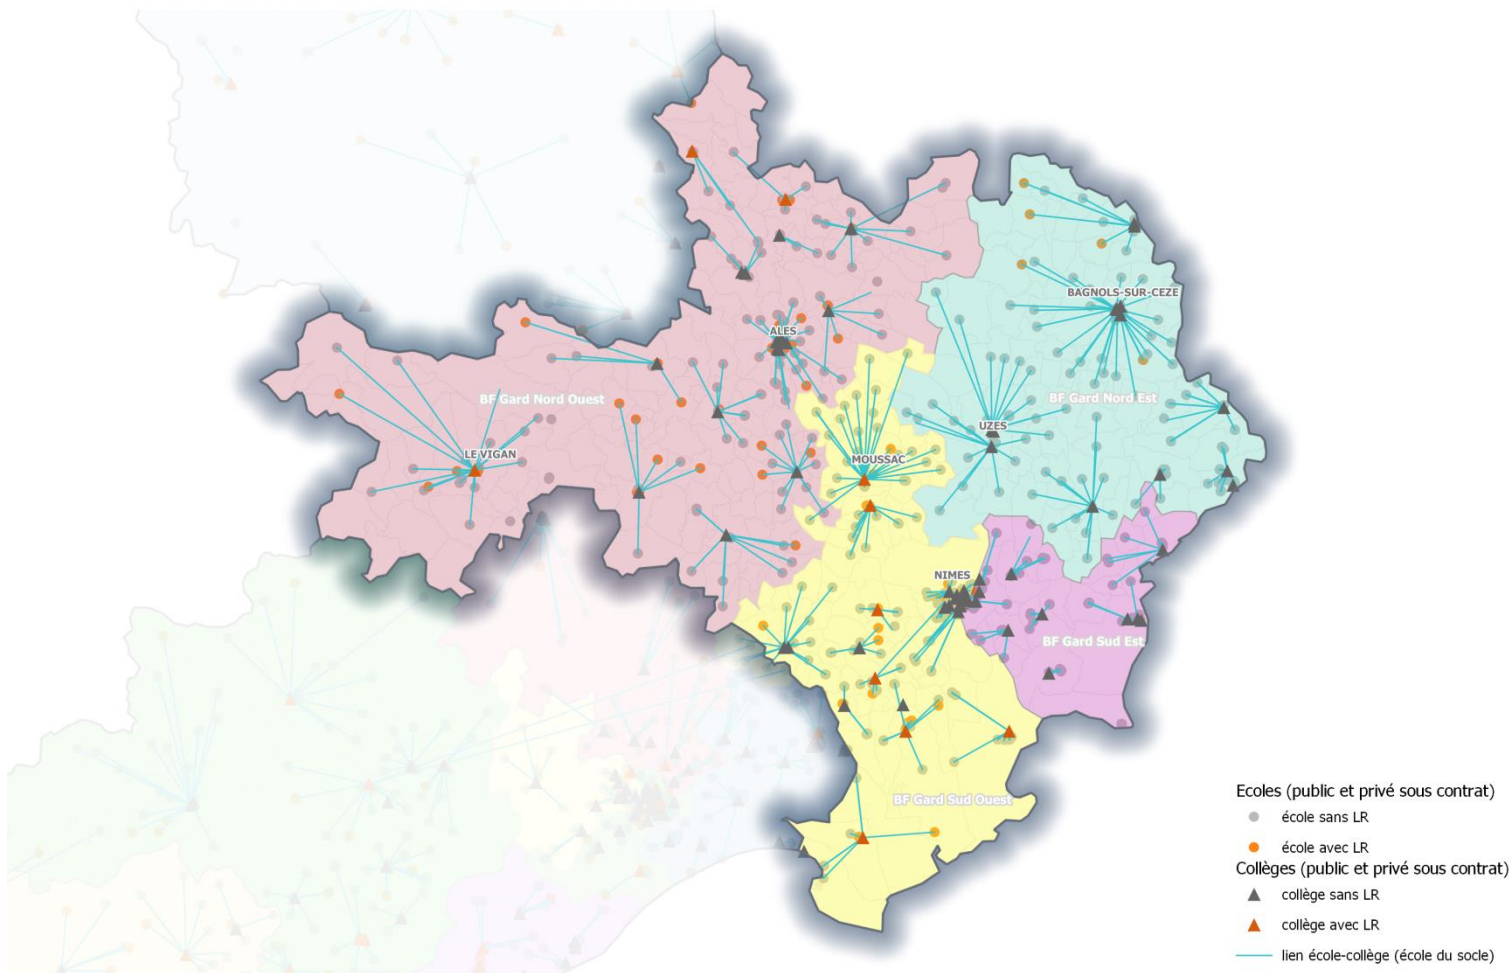 BAGNOLS-SUR-CEZE
ALES
BF Gard Nord Ouest
BF Gard Nord Est
UZES
LE VIGAN
MOUSSAC
NIMES
BF Gard Sud Est
BF Gard Sud Ouest
Ecoles (public et privé sous contrat)
école sans LR
école avec LR
Collèges (public et privé sous contrat)
collège sans LR
collège avec LR
lien école-collège (école du socle)